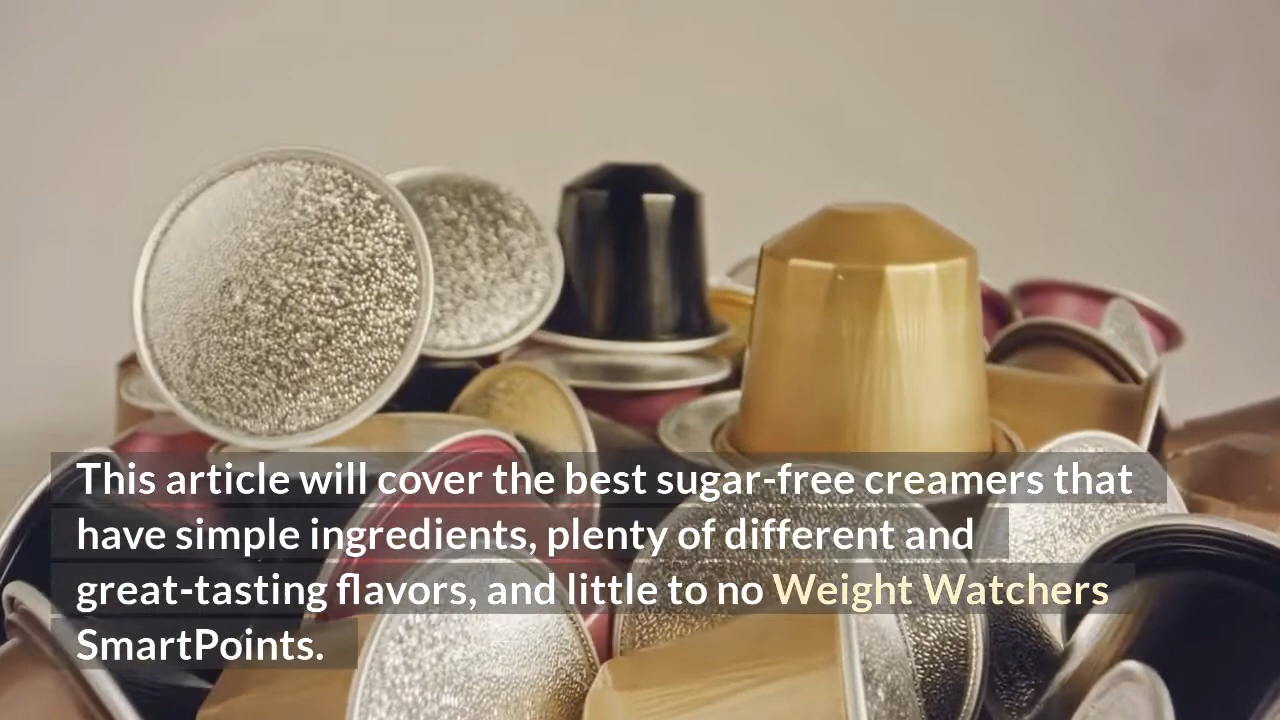 This article will cover the best sugar-free creamers that
have simple ingredients, plenty of different and
great-tasting flavors, and little to no Weight Watchers
SmartPoints.